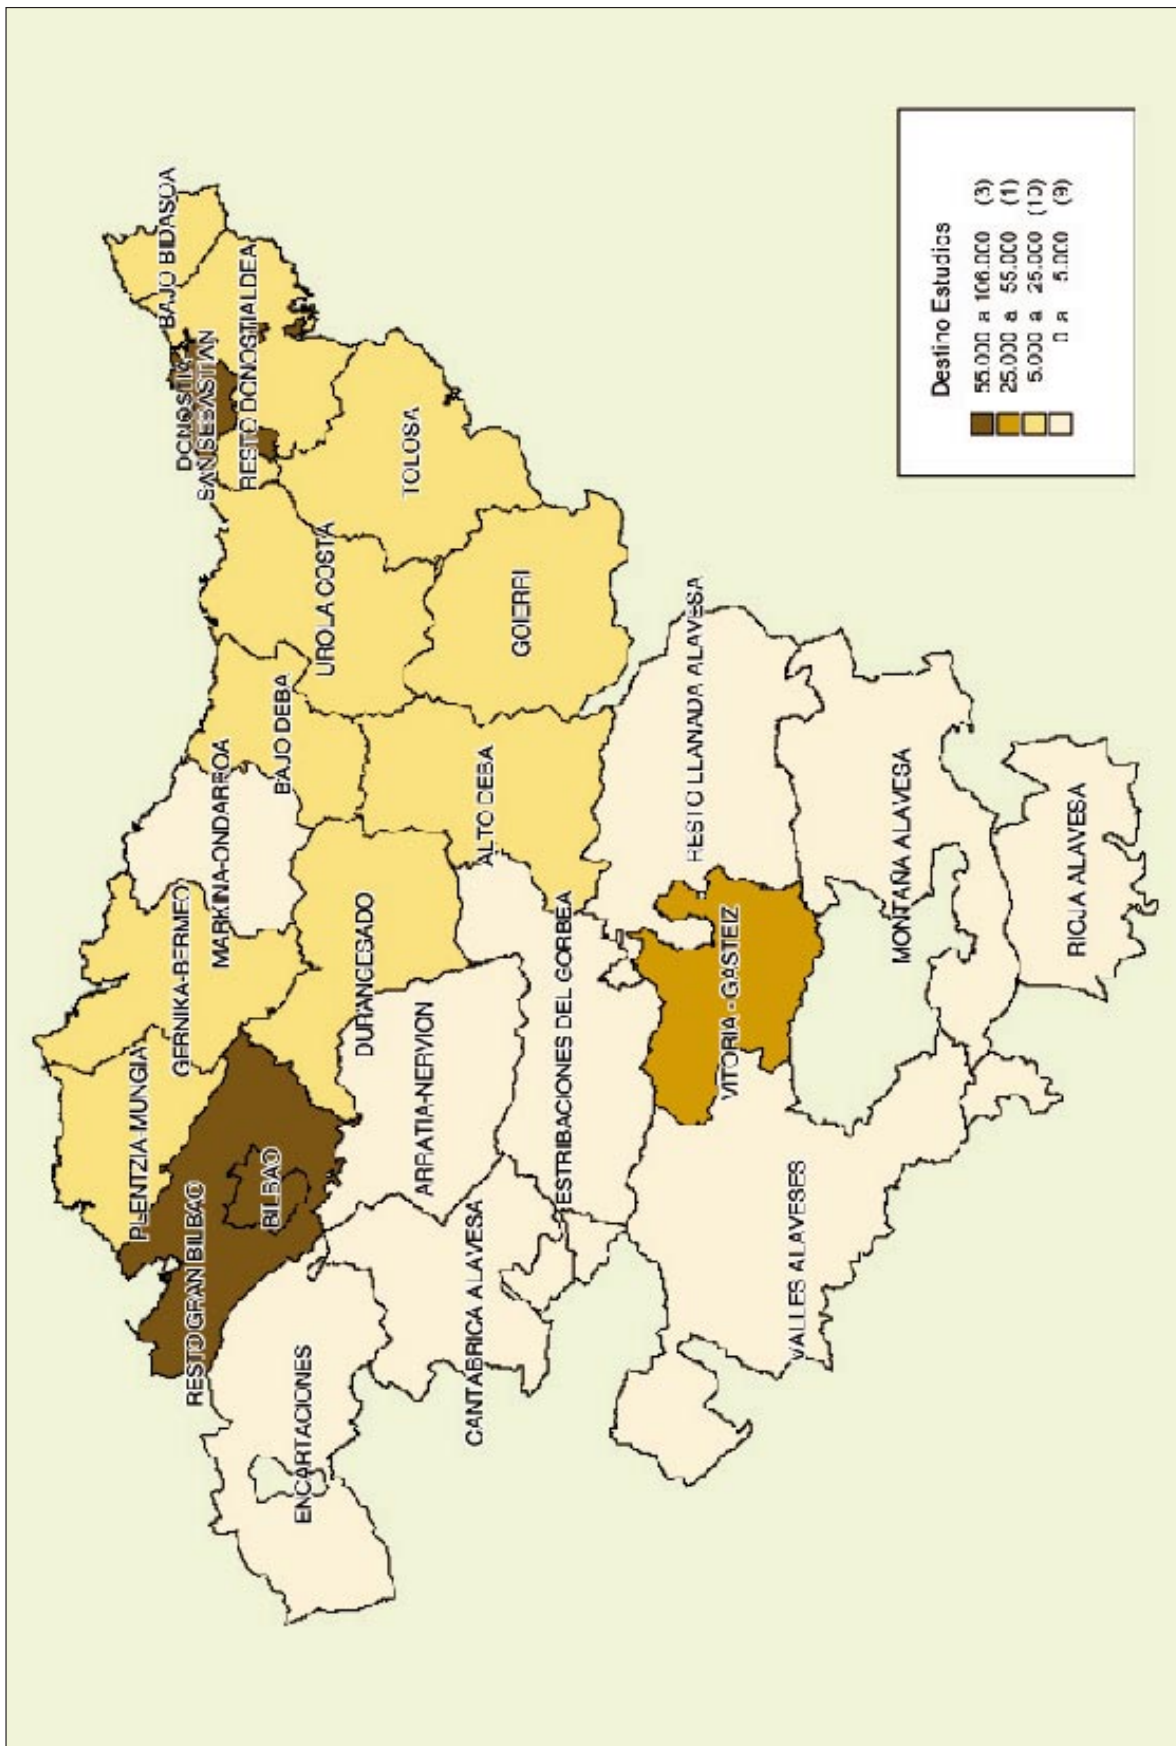 BAJO BIDASOA
DONOSTIA
SAN SEBASTIAN
RESTO DONOSTIALDEA
TOLOSA
UROLA COSTA
GOIERRI
BAJO DEBA
MARKINA-ONDARROA
ALTO DEBA
RESTO LLANADA ALAVESA
GERNIKA-BERMEO
DURANGESADO
MONTAÑA ALAVESA
RIOJA ALAVESA
PLENTZIA-MUNGIA
ARRATIA-NERVION
ESTRIBACIONES DEL GORBEA
VITORIA - GASTEIZ
RESTO GRAN BILBAO
BILBAO
CANTABRICA ALAVESA
VALLES ALAVESES
ENCARTACIONES
Destino Estudios
55.000 a 106.000 (3)
25.000 a 55.000 (1)
5.000 a 25.000 (10)
0 a 5.000 (9)